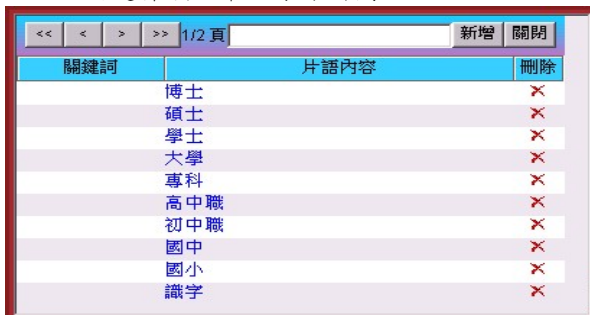 << < > >> 1/2 頁 新增 關閉
關鍵詞 片語內容 刪除
博士
碩士
學士
大學
專科
高中職
初中職
國中
國小
識字